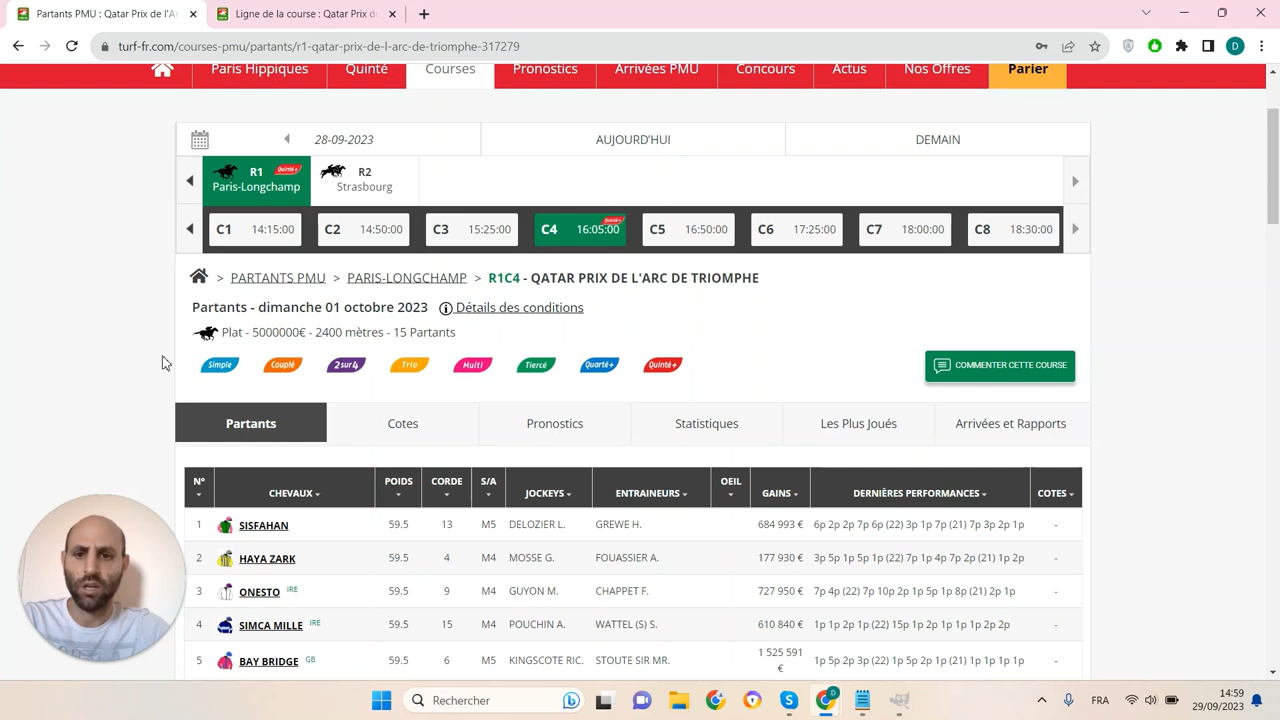 Partants PMU : Qatar Prix de l'Ar
Ligne de la course : Qatar Prix d
turf-fr.com/courses-pmu/partants/r1-qatar-prix-de-l-arc-de-triomphe-317279
D
Paris Hippiques Quinté Courses Pronostics Arrivées PMU Concours Actus Nos Offres Parier
28-09-2023 AUJOURD'HUI DEMAIN
R1 Quinté+ R2
Paris-Longchamp Strasbourg
Quinté+
C1 14:15:00 C2 14:50:00 C3 15:25:00 C4 16:05:00 C5 16:50:00 C6 17:25:00 C7 18:00:00 C8 18:30:00
> PARTANTS PMU > PARIS-LONGCHAMP > R1C4 - QATAR PRIX DE L'ARC DE TRIOMPHE
Partants - dimanche 01 octobre 2023 Détails des conditions
Plat - 5000000€ - 2400 mètres - 15 Partants
Simple Couplé 2sur4 Trio Multi Tiercé Quarté+ Quinté+ COMMENTER CETTE COURSE
Partants Cotes Pronostics Statistiques Les Plus Joués Arrivées et Rapports
N° CHEVAUX POIDS CORDE S/A JOCKEYS ENTRAINEURS OEIL GAINS DERNIÈRES PERFORMANCES COTES
1 SISFAHAN 59.5 13 M5 DELOZIER L. GREWE H. 684 993 € 6p 2p 2p 7p 6p (22) 3p 1p 7p (21) 7p 3p 2p 1p -
2 HAYA ZARK 59.5 4 M4 MOSSE G. FOUASSIER A. 177 930 € 3p 5p 1p 5p 1p (22) 7p 1p 4p 7p 2p (21) 1p 2p -
3 ONESTO IRE 59.5 9 M4 GUYON M. CHAPPET F. 727 950 € 7p 4p (22) 7p 10p 2p 1p 5p 1p 8p (21) 2p 1p -
4 SIMCA MILLE IRE 59.5 15 M4 POUCHIN A. WATTEL (S) S. 610 840 € 1p 1p 2p 1p (22) 15p 1p 2p 1p 1p 1p 2p 2p -
5 BAY BRIDGE GB 59.5 6 M5 KINGSCOTE RIC. STOUTE SIR MR. 1 525 591 € 1p 5p 2p 3p (22) 1p 5p 2p 1p (21) 1p 1p 1p 1p -
Rechercher
FRA
14:59
29/09/2023